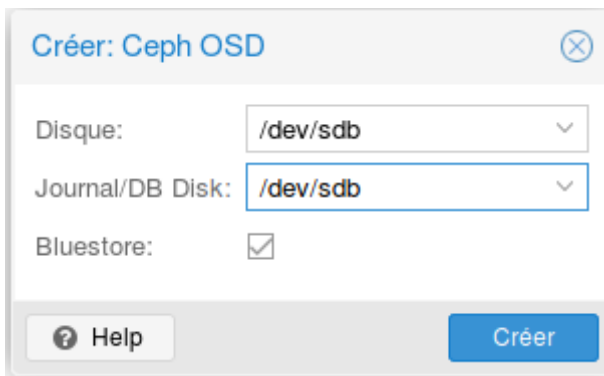 Créer: Ceph OSD
Disque: /dev/sdb
Journal/DB Disk: /dev/sdb
Bluestore:
Help Créer